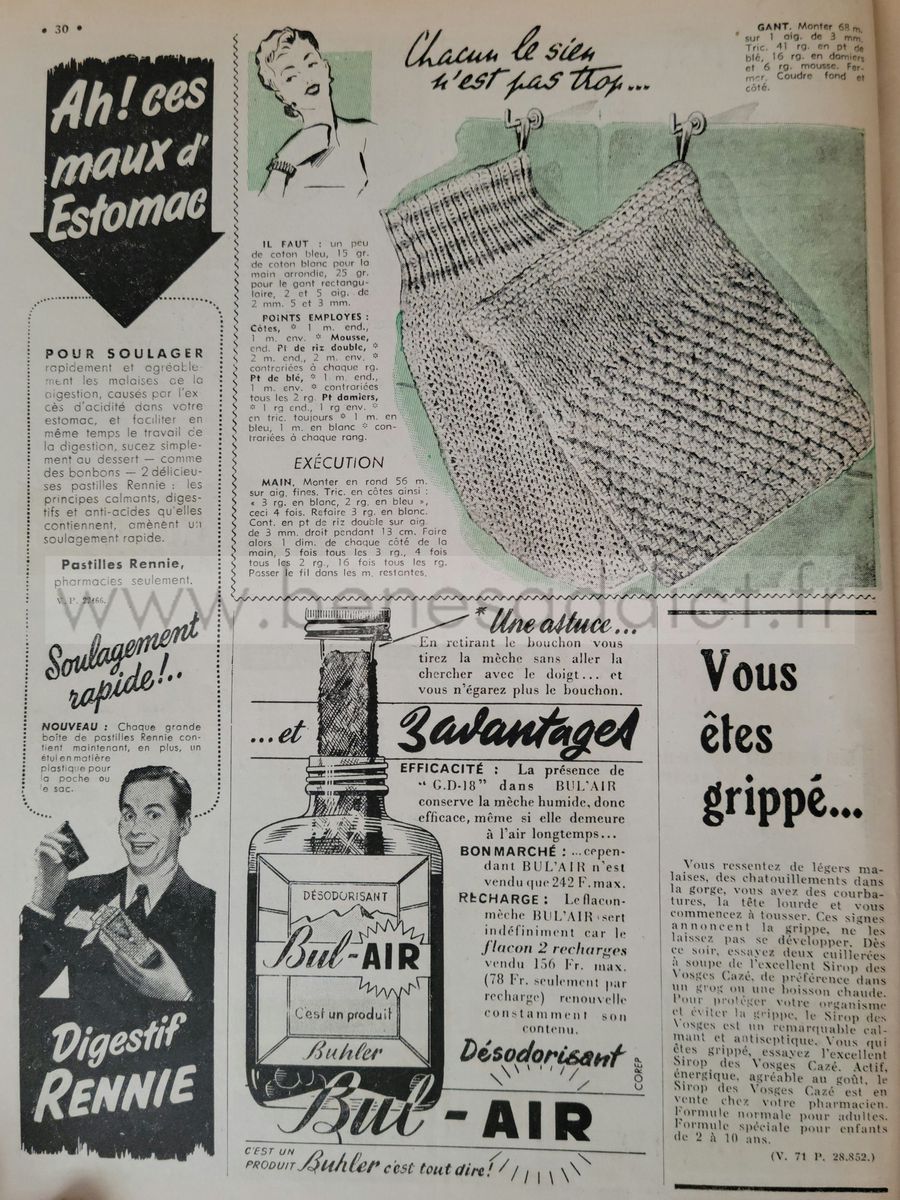 • 30 •
Ah! ces
maux d'
Estomac
POUR SOULAGER
rapidement et agréable-
ment les malaises de la
digestion, causés par l'ex-
cès d'acidité dans votre
estomac, et faciliter en
même temps le travail de
la digestion, sucez simple-
ment au dessert — comme
des bonbons — 2 délicieu-
ses pastilles Rennie : les
principes calmants, diges-
tifs et anti-acides qu'elles
contiennent, amènent un
soulagement rapide.
Pastilles Rennie,
pharmacies seulement.
V. P. 22466.
Soulagement
rapide!..
NOUVEAU : Chaque grande
boîte de pastilles Rennie con-
tient maintenant, en plus, un
étui en matière
plastique pour
la poche ou
le sac.
Digestif
RENNIE
Chacun le sien
n'est pas trop...
GANT. Monter 68 m.
sur 1 aig. de 3 mm.
Tric. 41 rg. en pt de
blé, 16 rg. en damiers
et 6 rg. mousse. Fer-
mer. Coudre fond et
côté.
IL FAUT : un peu
de coton bleu, 15 gr.
de coton blanc pour la
main arrondie, 25 gr.
pour le gant rectangu-
laire, 2 et 5 aig. de
2 mm. 5 et 3 mm.
POINTS EMPLOYES :
Côtes, * 1 m. end.,
1 m. env. * Mousse,
end. Pt de riz double, *
2 m. end., 2 m. env. *
contrariées à chaque rg.
Pt de blé, * 1 m. end.,
1 m. env. * contrariées
tous les 2 rg. Pt damiers,
* 1 rg end., 1 rg env. *
en tric. toujours * 1 m. en
bleu, 1 m. en blanc * con-
trariées à chaque rang.
EXÉCUTION
MAIN. Monter en rond 56 m.
sur aig. fines. Tric. en côtes ainsi :
« 3 rg. en blanc, 2 rg. en bleu »,
ceci 4 fois. Refaire 3 rg. en blanc.
Cont. en pt de riz double sur aig.
de 3 mm. droit pendant 13 cm. Faire
alors 1 dim. de chaque côté de la
main, 5 fois tous les 3 rg., 4 fois
tous les 2 rg., 16 fois tous les rg.
Passer le fil dans les m. restantes.
www.benesaddict.fr
* Une astuce...
En retirant le bouchon vous
tirez la mèche sans aller la
chercher avec le doigt... et
vous n'égarez plus le bouchon.
...et 3 avantages
EFFICACITÉ : La présence de
" G.D-18" dans BUL'AIR
conserve la mèche humide, donc
efficace, même si elle demeure
à l'air longtemps...
BON MARCHÉ : ...cepen-
dant BUL'AIR n'est
vendu que 242 F. max.
RECHARGE : Le flacon-
mèche BUL'AIR sert
indéfiniment car le
flacon 2 recharges
vendu 156 Fr. max.
(78 Fr. seulement par
recharge) renouvelle
constamment son
contenu.
DÉSODORISANT
Bul-AIR
C'est un produit
Buhler
Désodorisant
COREP
Bul-AIR
C'EST UN
PRODUIT Buhler c'est tout dire!
Vous
êtes
grippé...
Vous ressentez de légers ma-
laises, des chatouillements dans
la gorge, vous avez des courba-
tures, la tête lourde et vous
commencez à tousser. Ces signes
annoncent la grippe, ne les
laissez pas se développer. Dès
ce soir, essayez deux cuillerées
à soupe de l'excellent Sirop des
Vosges Cazé, de préférence dans
un grog ou une boisson chaude.
Pour protéger votre organisme
et éviter la grippe, le Sirop des
Vosges est un remarquable cal-
mant et antiseptique. Vous qui
êtes grippé, essayez l'excellent
Sirop des Vosges Cazé. Actif,
énergique, agréable au goût, le
Sirop des Vosges Cazé est en
vente chez votre pharmacien.
Formule normale pour adultes.
Formule spéciale pour enfants
de 2 à 10 ans.
(V. 71 P. 28.852.)